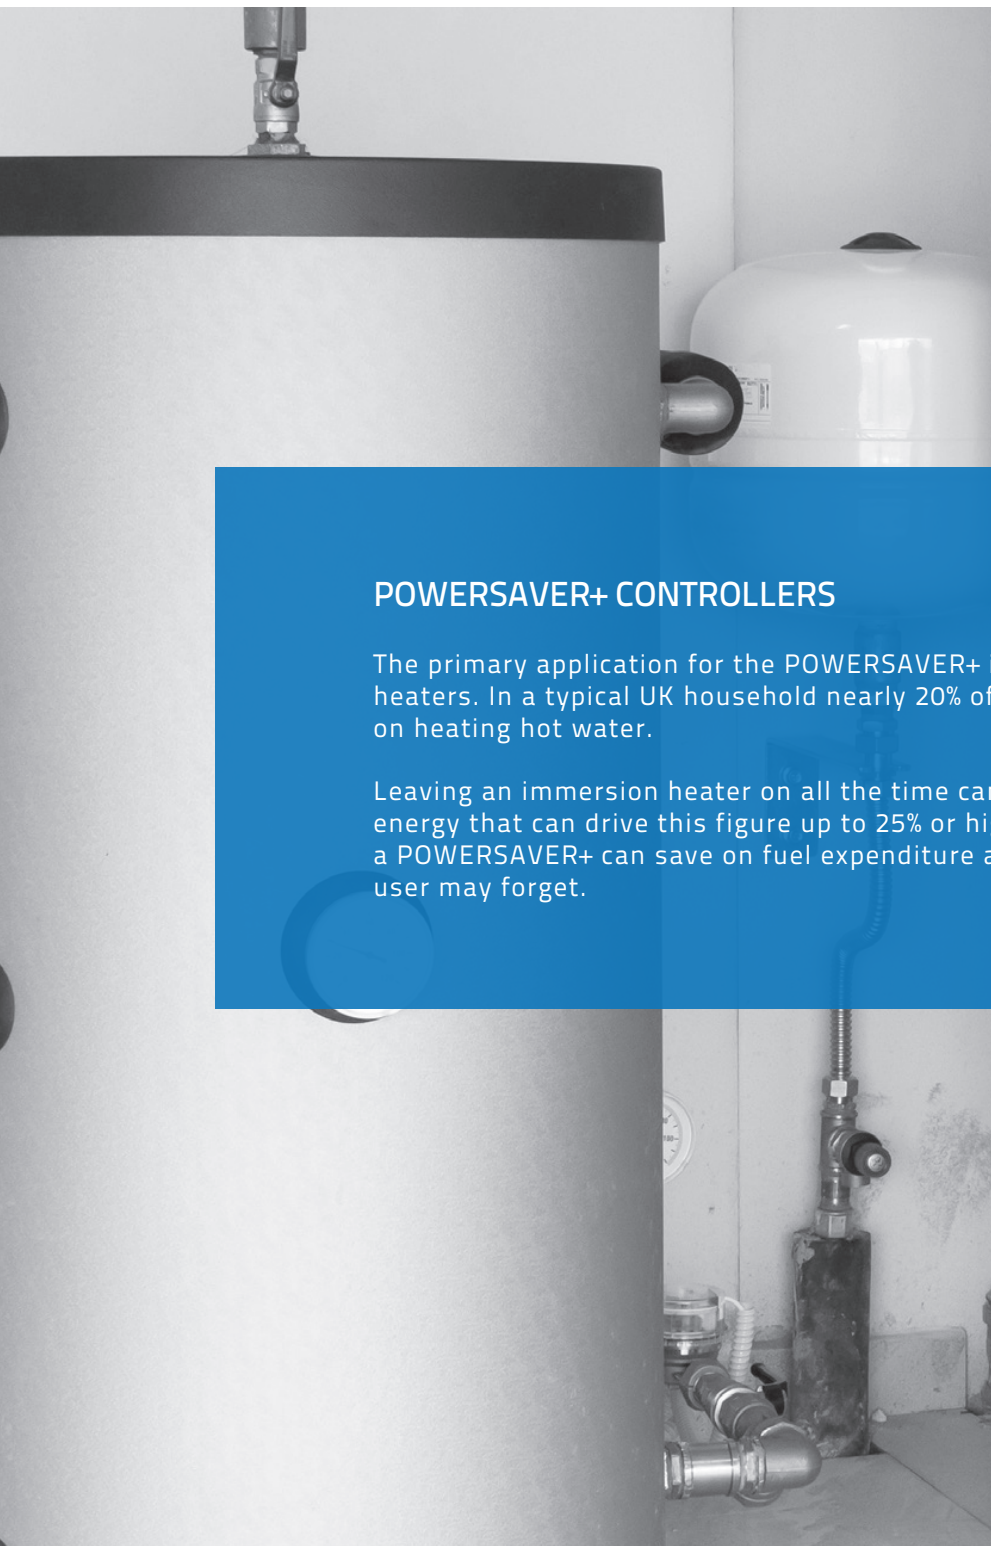 POWERSAVER+ CONTROLLERS
The primary application for the POWERSAVER+
heaters. In a typical UK household nearly 20% of
on heating hot water.
Leaving an immersion heater on all the time can
energy that can drive this figure up to 25% or
a POWERSAVER+ can save on fuel expenditure
user may forget.